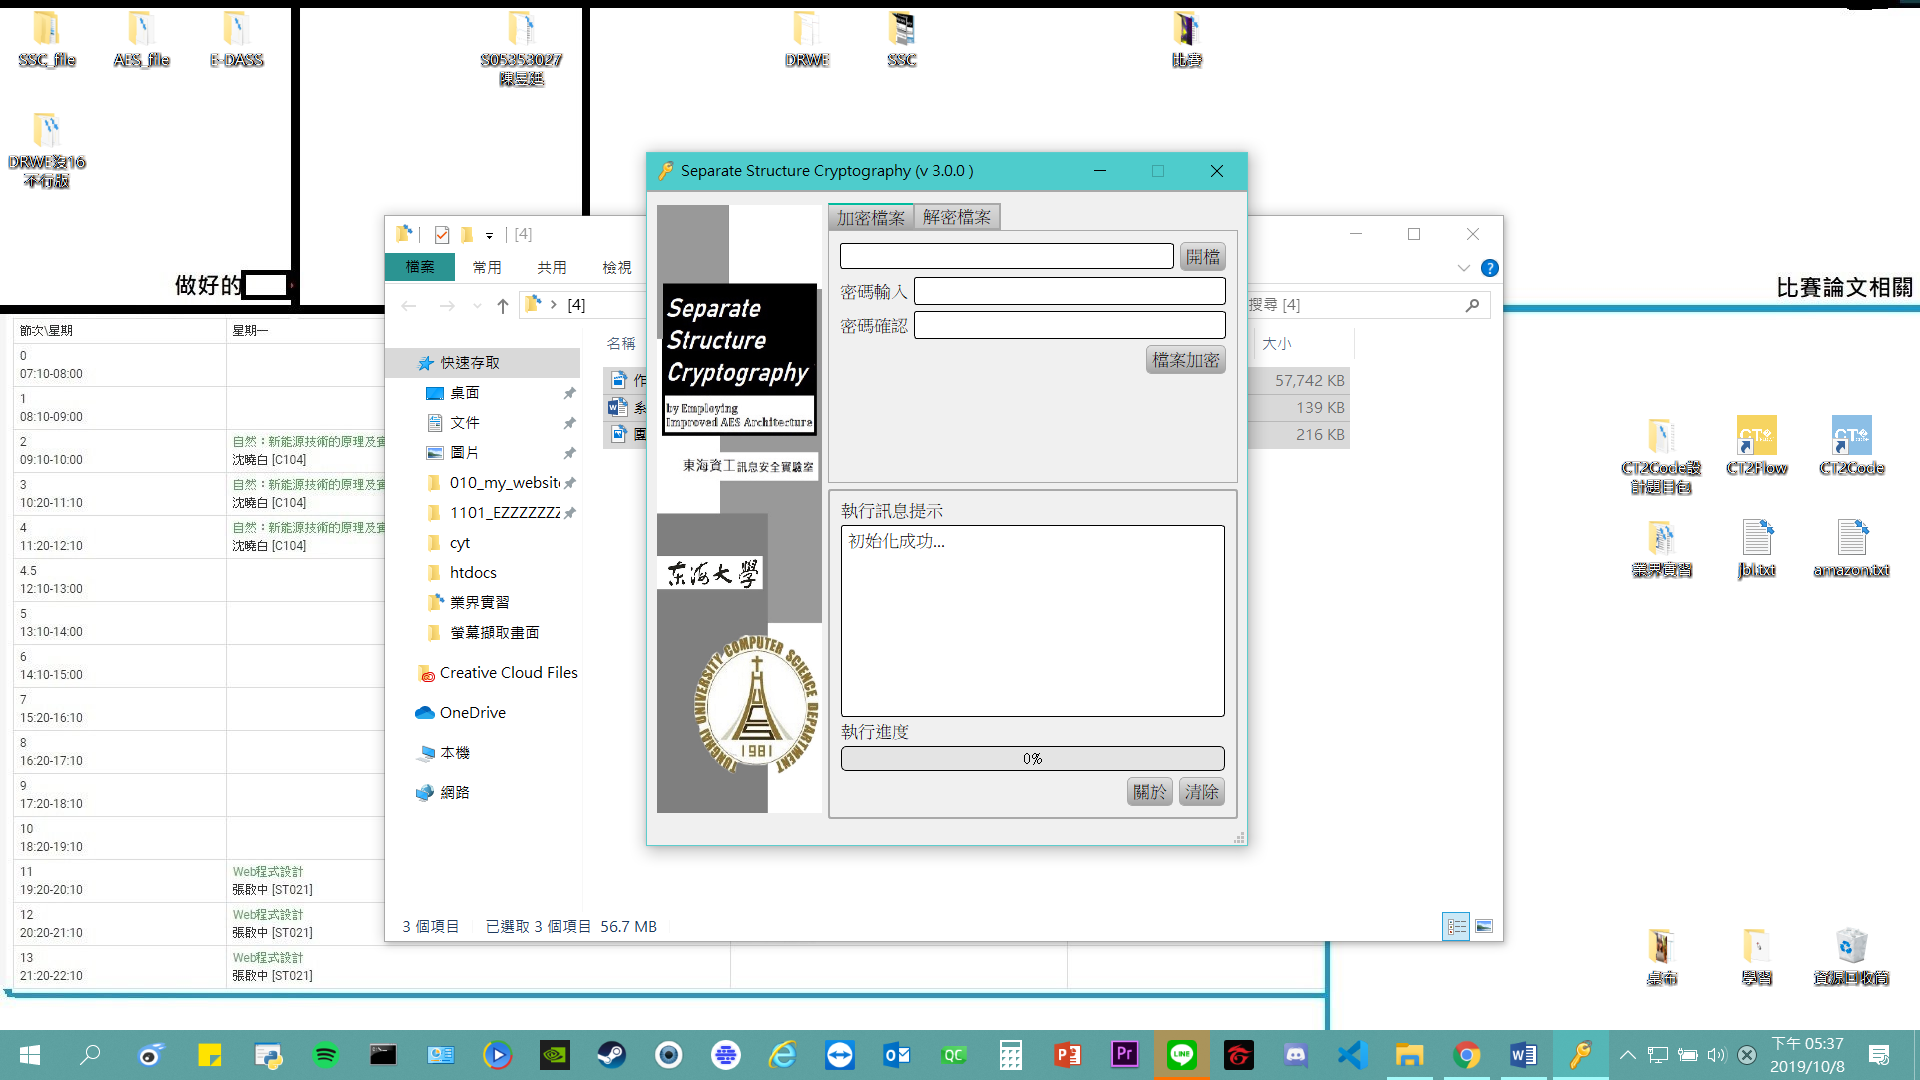 SSC_file
AES_file
E-DASS
S05353027
陳昱廷
DRWE
SSC
比賽
DRWE沒16
不行版
做好的
比賽論文相關
節次\星期
星期一
0
07:10-08:00
1
08:10-09:00
2
09:10-10:00
自然：新能源技術的原理及實
沈曉白 [C104]
3
10:20-11:10
自然：新能源技術的原理及實
沈曉白 [C104]
4
11:20-12:10
自然：新能源技術的原理及實
沈曉白 [C104]
4.5
12:10-13:00
5
13:10-14:00
6
14:10-15:00
7
15:20-16:10
8
16:20-17:10
9
17:20-18:10
10
18:20-19:10
11
19:20-20:10
Web程式設計
張啟中 [ST021]
12
20:20-21:10
Web程式設計
張啟中 [ST021]
13
21:20-22:10
Web程式設計
張啟中 [ST021]
[4]
檔案
常用
共用
檢視
[4]
搜尋 [4]
名稱
大小
快速存取
桌面
文件
圖片
010_my_websit
1101_EZZZZZZZ
cyt
htdocs
業界實習
螢幕擷取畫面
Creative Cloud Files
OneDrive
本機
網路
作
57,742 KB
系
139 KB
團
216 KB
3 個項目
已選取 3 個項目 56.7 MB
Separate Structure Cryptography (v 3.0.0 )
Separate
Structure
Cryptography
by Employing
Improved AES Architecture
東海資工訊息安全實驗室
东海大學
TUNGHAI UNIVERSITY COMPUTER SCIENCE DEPARTMENT
1981
加密檔案
解密檔案
開檔
密碼輸入
密碼確認
檔案加密
執行訊息提示
初始化成功...
執行進度
0%
關於
清除
CT2Code設
計題目包
CT2Flow
CT2Code
業界實習
jbl.txt
amazon.txt
桌布
學習
資源回收筒
下午 05:37
2019/10/8